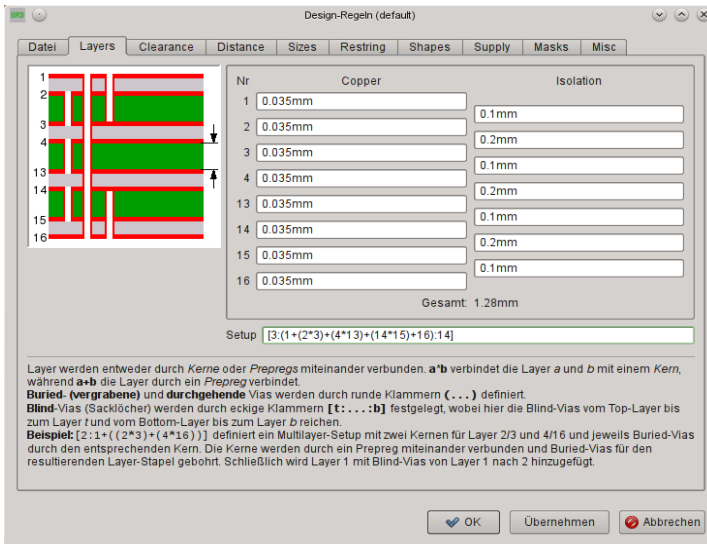 Design-Regeln (default)
Datei Layers Clearance Distance Sizes Restring Shapes Supply Masks Misc
Nr Copper Isolation
1 0.035mm
0.1mm
2 0.035mm
0.2mm
3 0.035mm
0.1mm
4 0.035mm
0.2mm
13 0.035mm
0.1mm
14 0.035mm
0.2mm
15 0.035mm
0.1mm
16 0.035mm
Gesamt: 1.28mm
1
2
3
4
13
14
15
16
Setup [3:(1+(2*3)+(4*13)+(14*15)+16):14]
Layer werden entweder durch Kerne oder Prepregs miteinander verbunden. a*b verbindet die Layer a und b mit einem Kern,
während a+b die Layer durch ein Prepreg verbindet.
Buried- (vergrabene) und durchgehende Vias werden durch runde Klammern (...) definiert.
Blind-Vias (Sacklöcher) werden durch eckige Klammern [t:...:b] festgelegt, wobei hier die Blind-Vias vom Top-Layer bis
zum Layer t und vom Bottom-Layer bis zum Layer b reichen.
Beispiel: [2:1+((2*3)+(4*16))] definiert ein Multilayer-Setup mit zwei Kernen für Layer 2/3 und 4/16 und jeweils Buried-Vias
durch den entsprechenden Kern. Die Kerne werden durch ein Prepreg miteinander verbunden und Buried-Vias für den
resultierenden Layer-Stapel gebohrt. Schließlich wird Layer 1 mit Blind-Vias von Layer 1 nach 2 hinzugefügt.
OK Übernehmen Abbrechen